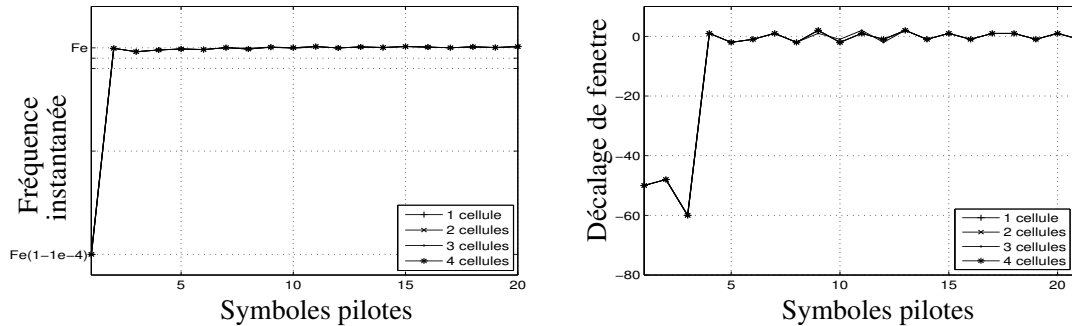 Fe
Fréquence
instantanée
Fe(1−1e−4)
1 cellule
2 cellules
3 cellules
4 cellules
5
10
15
20
Symboles pilotes
0
−20
−40
−60
−80
Décalage de fenetre
1 cellule
2 cellules
3 cellules
4 cellules
5
10
15
20
Symboles pilotes